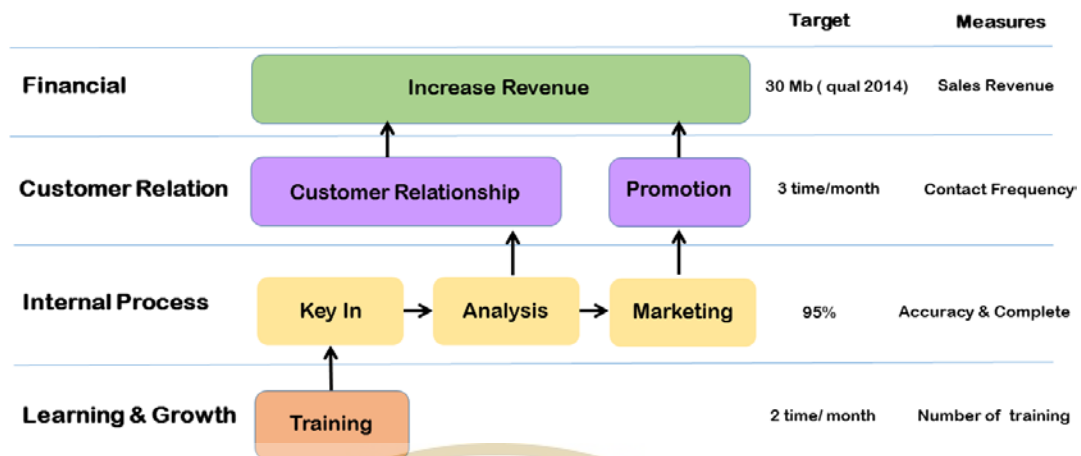 Target Measures
Financial Increase Revenue 30 Mb ( qual 2014) Sales Revenue
Customer Relation Customer Relationship Promotion 3 time/month Contact Frequency
Internal Process Key In Analysis Marketing 95% Accuracy & Complete
Learning & Growth Training 2 time/ month Number of training